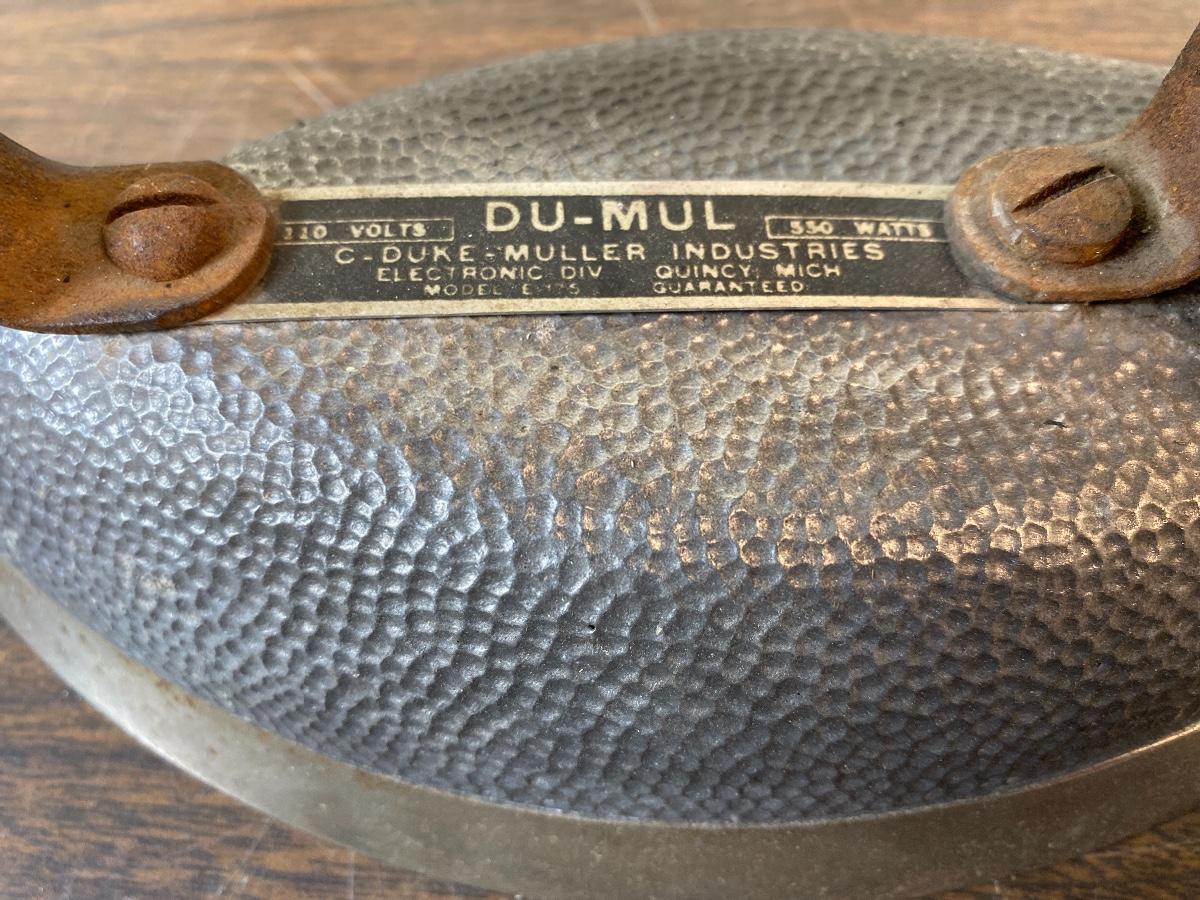 DU-MUL
110 VOLTS
550 WATTS
C-DUKE-MULLER INDUSTRIES
ELECTRONIC DIV QUINCY, MICH
MODEL E-175 GUARANTEED